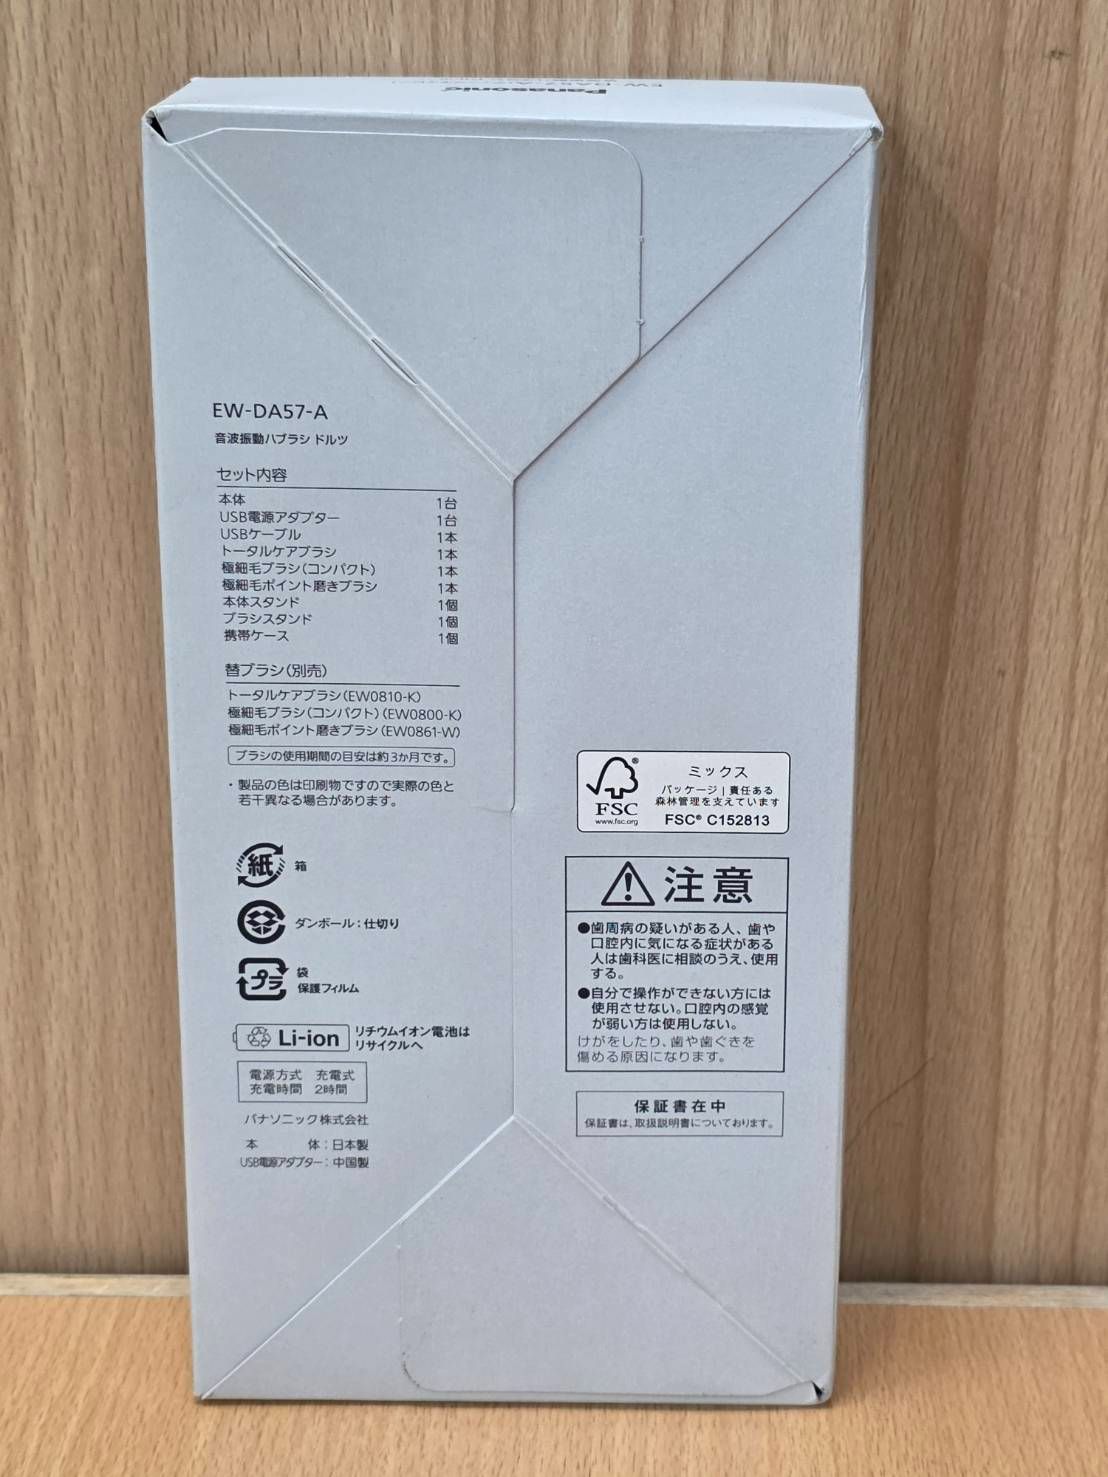 Panasonic
EW-DA57-A
EW-DA57-A
音波振動ハブラシ ドルツ
セット内容
本体 1台
USB電源アダプター 1台
USBケーブル 1本
トータルケアブラシ 1本
極細毛ブラシ(コンパクト) 1本
極細毛ポイント磨きブラシ 1本
本体スタンド 1個
ブラシスタンド 1個
携帯ケース 1個
替ブラシ(別売)
トータルケアブラシ(EW0810-K)
極細毛ブラシ(コンパクト)(EW0800-K)
極細毛ポイント磨きブラシ(EW0861-W)
ブラシの使用期間の目安は約3か月です。
・製品の色は印刷物ですので実際の色と
若干異なる場合があります。
紙 箱
ダンボール:仕切り
プラ 袋
保護フィルム
Li-ion リチウムイオン電池は
リサイクルへ
電源方式 充電式
充電時間 2時間
パナソニック株式会社
本 体:日本製
USB電源アダプター:中国製
FSC
www.fsc.org
ミックス
パッケージ|責任ある
森林管理を支えています
FSC® C152813
注意
●歯周病の疑いがある人、歯や
口腔内に気になる症状がある
人は歯科医に相談のうえ、使用
する。
●自分で操作ができない方には
使用させない。口腔内の感覚
が弱い方は使用しない。
けがをしたり、歯や歯ぐきを
傷める原因になります。
保証書在中
保証書は、取扱説明書についております。